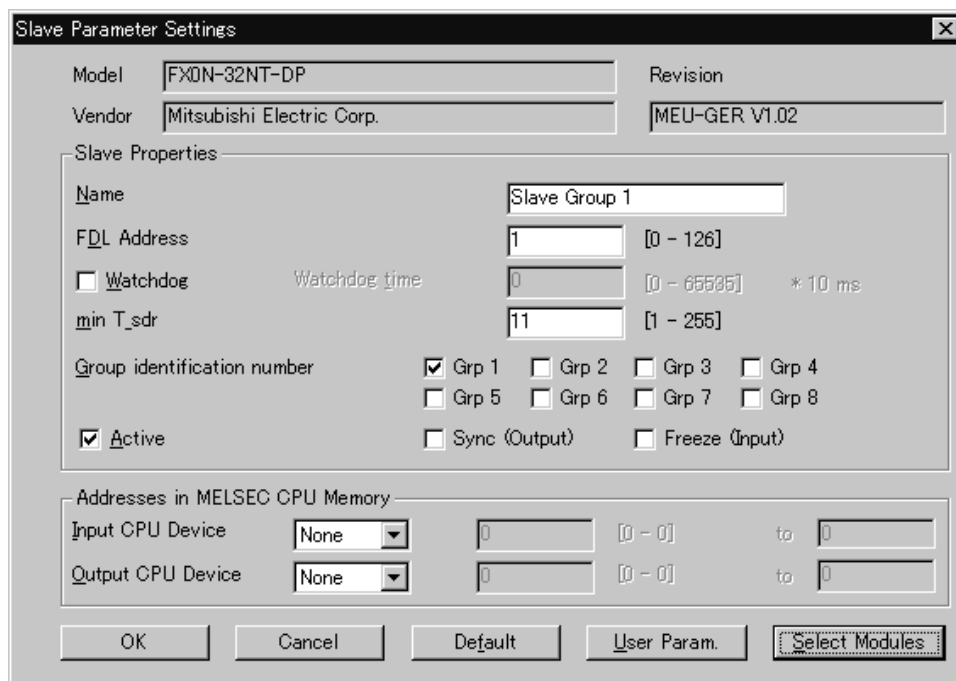 Slave Parameter Settings
Model FX0N-32NT-DP Revision
Vendor Mitsubishi Electric Corp. MEU-GER V1.02
Slave Properties
Name Slave Group 1
FDL Address 1 [0 - 126]
Watchdog Watchdog time 0 [0 - 65535] * 10 ms
min T_sdr 11 [1 - 255]
Group identification number Grp 1 Grp 2 Grp 3 Grp 4
Grp 5 Grp 6 Grp 7 Grp 8
Active Sync (Output) Freeze (Input)
Addresses in MELSEC CPU Memory
Input CPU Device None 0 [0 - 0] to 0
Output CPU Device None 0 [0 - 0] to 0
OK Cancel Default User Param. Select Modules